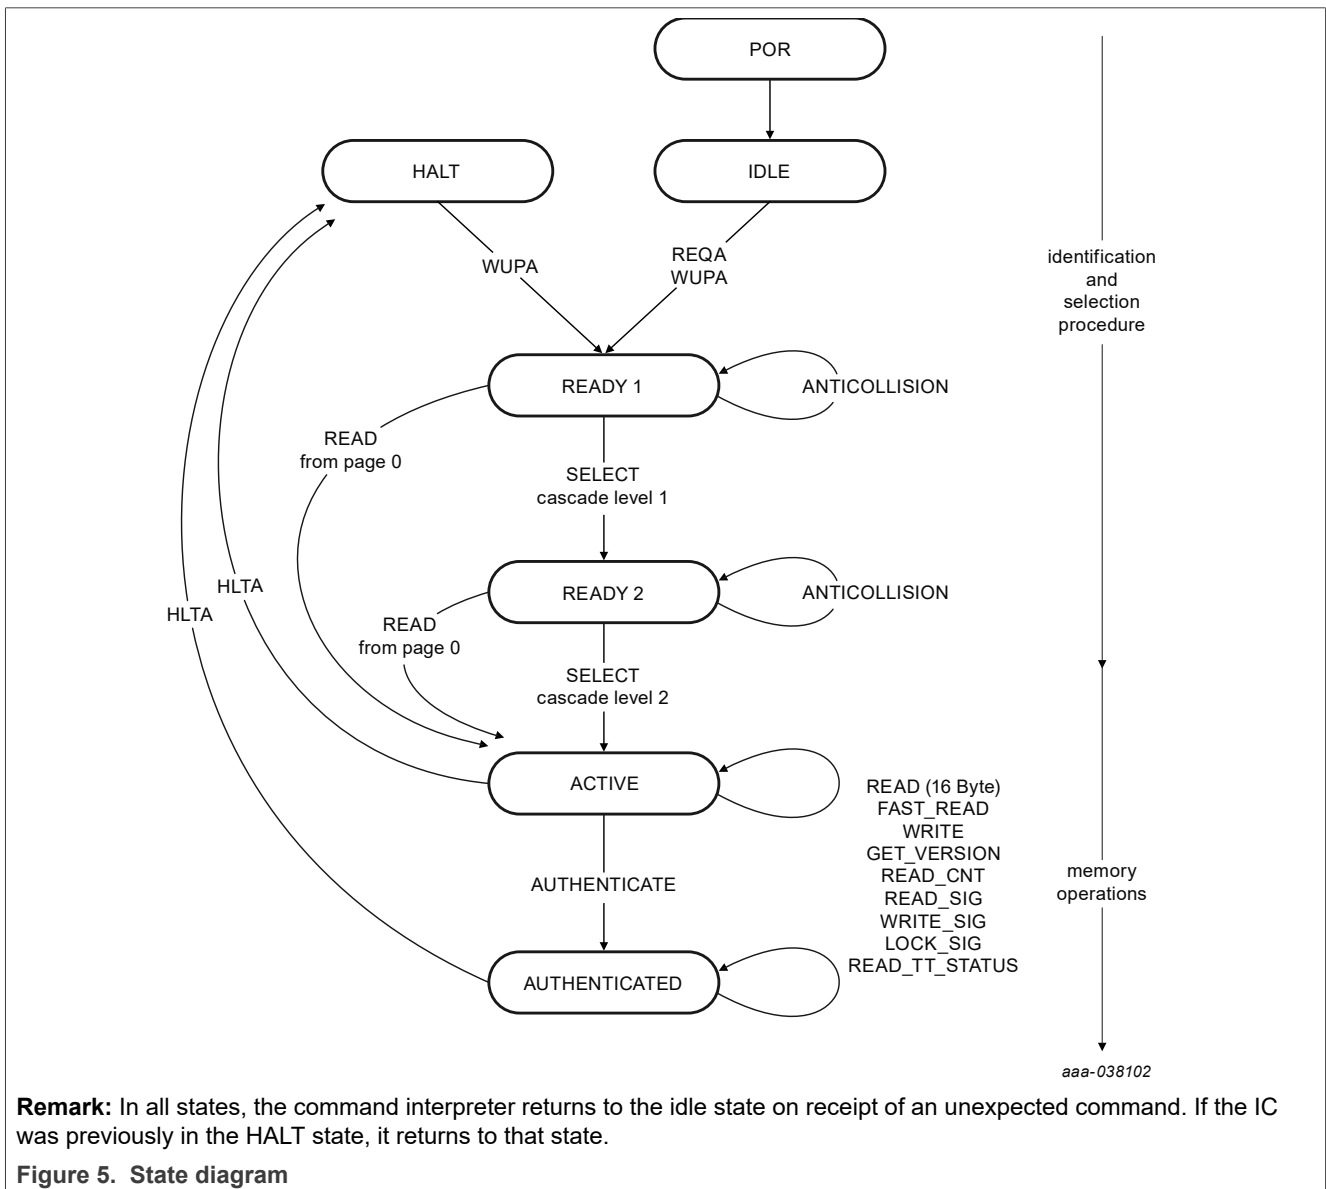 POR
HALT
IDLE
WUPA
REQA
WUPA
identification
and
selection
procedure
READY 1
ANTICOLLISION
READ
from page 0
SELECT
cascade level 1
HLTA
HLTA
READY 2
ANTICOLLISION
READ
from page 0
SELECT
cascade level 2
ACTIVE
READ (16 Byte)
FAST_READ
WRITE
GET_VERSION
READ_CNT
READ_SIG
WRITE_SIG
LOCK_SIG
READ_TT_STATUS
memory
operations
AUTHENTICATE
AUTHENTICATED
aaa-038102
Remark: In all states, the command interpreter returns to the idle state on receipt of an unexpected command. If the IC
was previously in the HALT state, it returns to that state.
Figure 5. State diagram